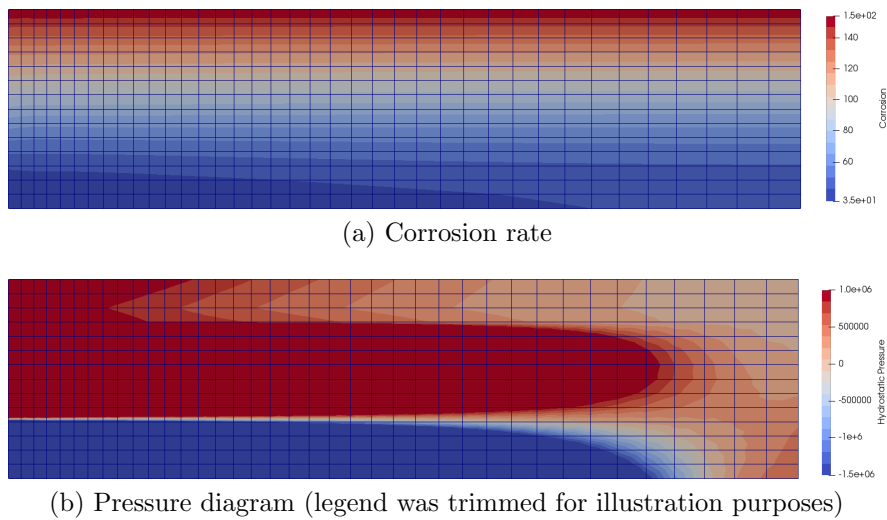 1.5e+02
140
120
100
80
60
3.5e+01
Corrosion
(a) Corrosion rate
1.0e+06
500000
0
-500000
-1e+6
-1.5e+06
Hydrostatic Pressure
(b) Pressure diagram (legend was trimmed for illustration purposes)